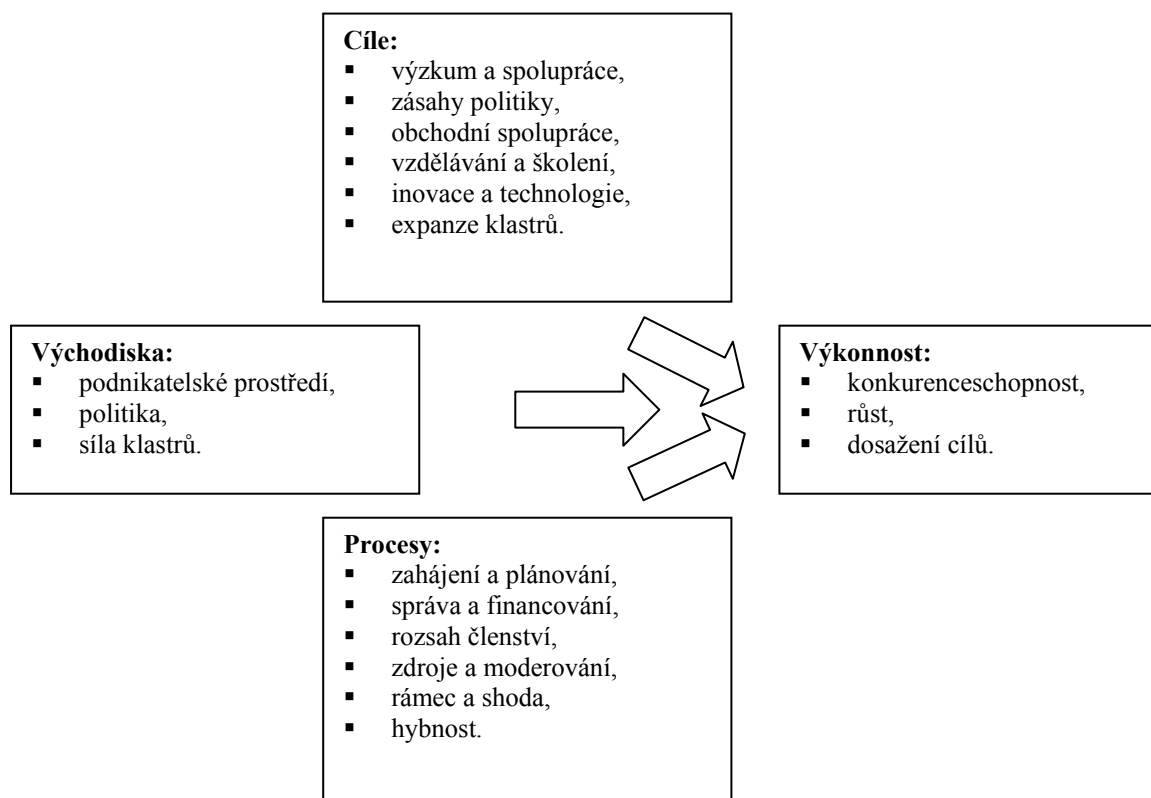 Cíle:
▪ výzkum a spolupráce,
▪ zásahy politiky,
▪ obchodní spolupráce,
▪ vzdělávání a školení,
▪ inovace a technologie,
▪ expanze klastrů.
Východiska:
▪ podnikatelské prostředí,
▪ politika,
▪ síla klastrů.
Výkonnost:
▪ konkurenceschopnost,
▪ růst,
▪ dosažení cílů.
Procesy:
▪ zahájení a plánování,
▪ správa a financování,
▪ rozsah členství,
▪ zdroje a moderování,
▪ rámec a shoda,
▪ hybnost.